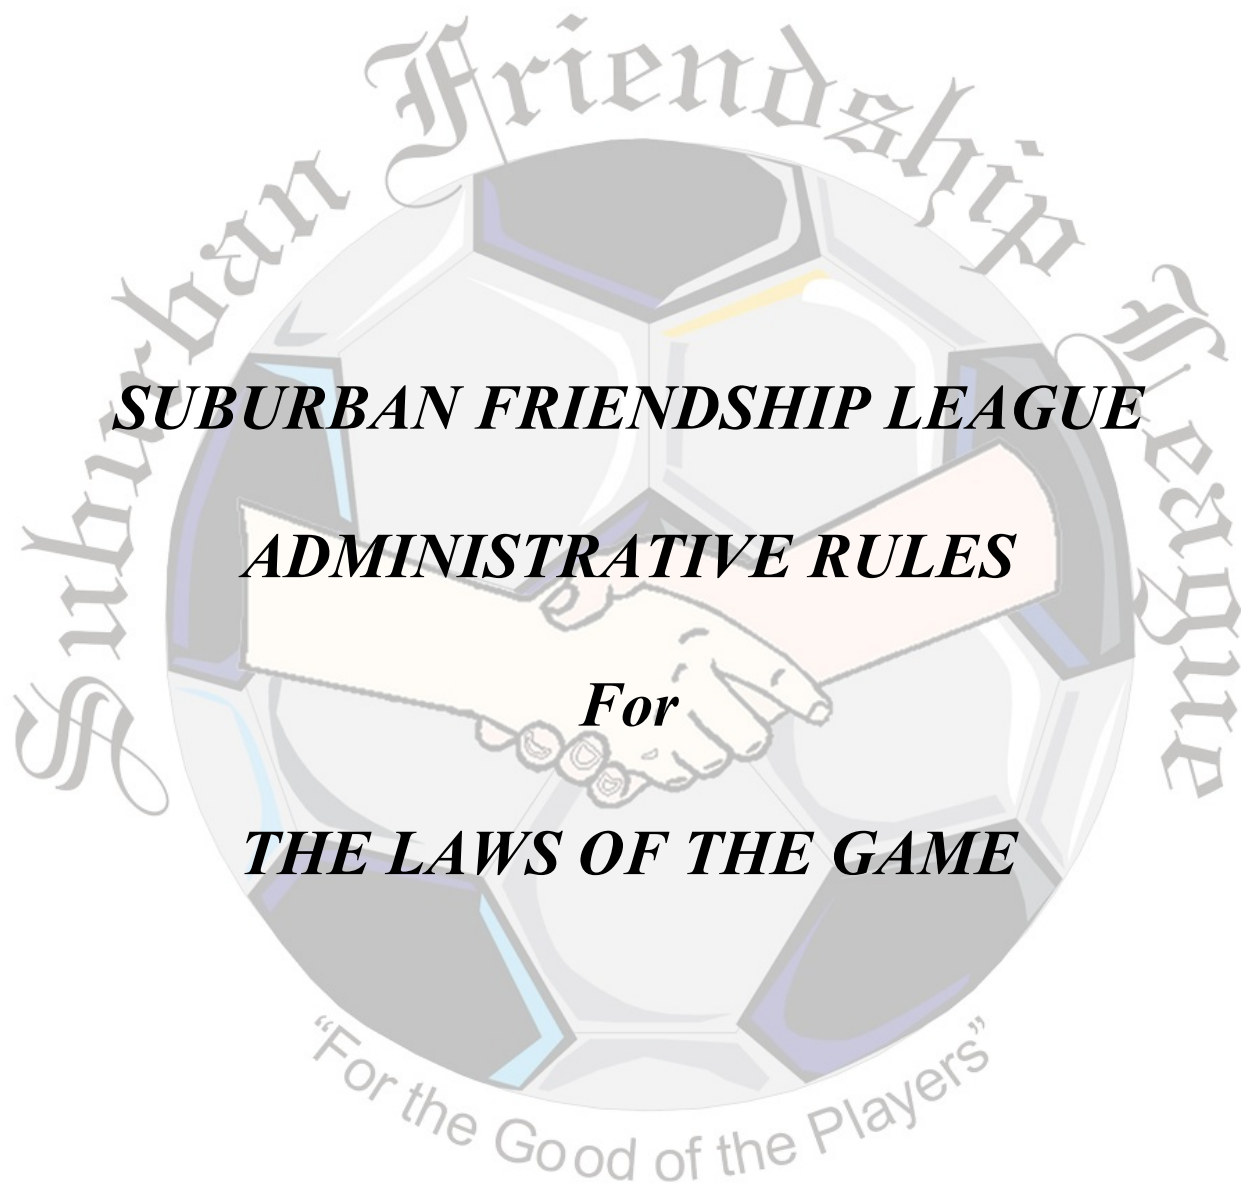 Suburban Friendship League
SUBURBAN FRIENDSHIP LEAGUE
ADMINISTRATIVE RULES
For
THE LAWS OF THE GAME
“For the Good of the Players”